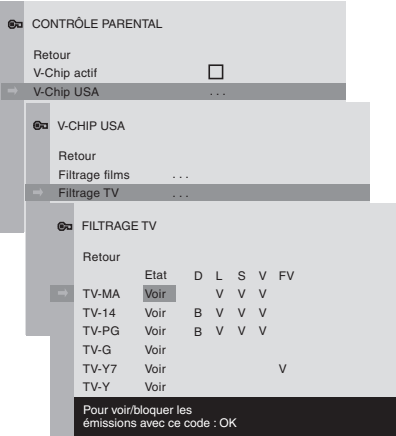 CONTRÔLE PARENTAL
Retour
V-Chip actif
V-Chip USA ...
V-CHIP USA
Retour
Filtrage films ...
Filtrage TV ...
FILTRAGE TV
Retour
Etat D L S V FV
TV-MA Voir V V V
TV-14 Voir B V V V
TV-PG Voir B V V V
TV-G Voir
TV-Y7 Voir V
TV-Y Voir
Pour voir/bloquer les
émissions avec ce code : OK